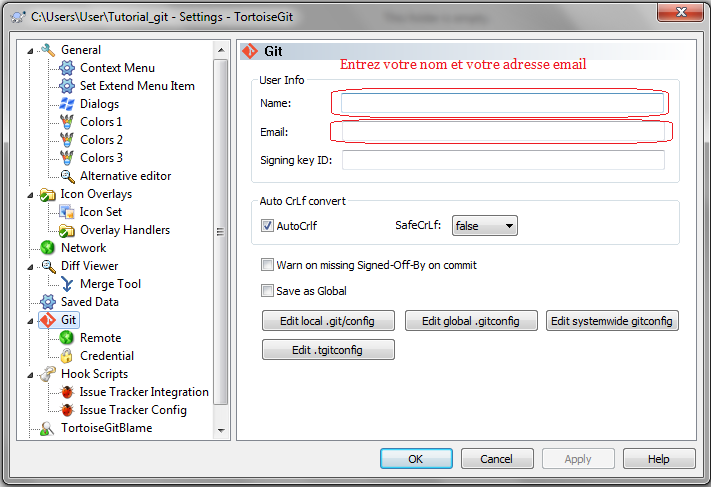 C:\Users\User\Tutorial_git - Settings - TortoiseGit
General
Context Menu
Set Extend Menu Item
Dialogs
Colors 1
Colors 2
Colors 3
Alternative editor
Icon Overlays
Icon Set
Overlay Handlers
Network
Diff Viewer
Merge Tool
Saved Data
Git
Remote
Credential
Hook Scripts
Issue Tracker Integration
Issue Tracker Config
TortoiseGitBlame
Git
Entrez votre nom et votre adresse email
User Info
Name:
Email:
Signing key ID:
Auto CrLf convert
AutoCrlf
SafeCrLf:
false
Warn on missing Signed-Off-By on commit
Save as Global
Edit local .git/config
Edit global .gitconfig
Edit systemwide gitconfig
Edit .tgitconfig
OK
Cancel
Apply
Help